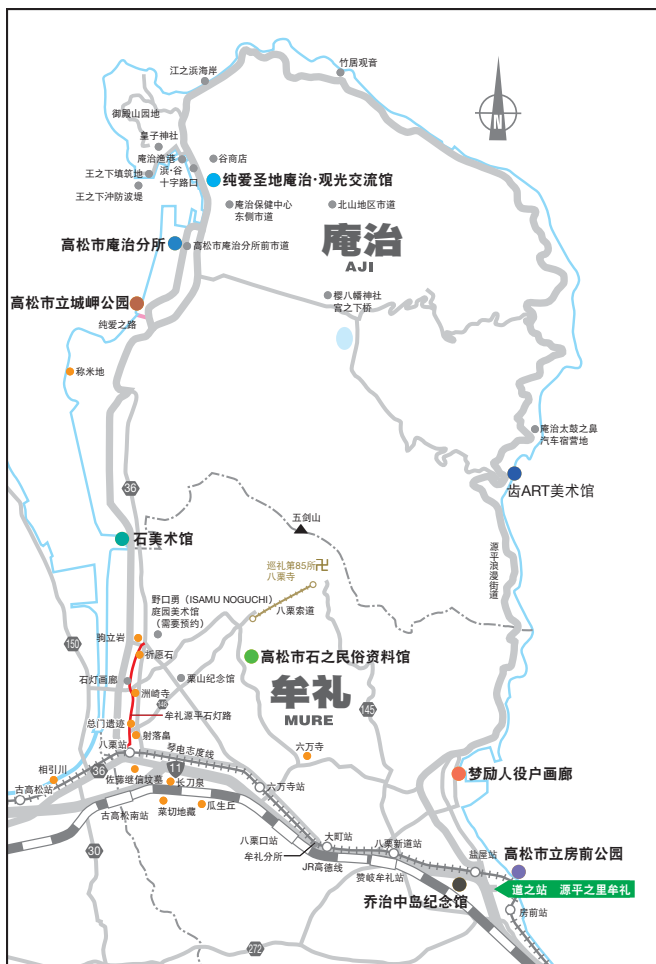 竹居观音
江之浜海岸
N
御殿山园地
皇子神社
庵治渔港
谷商店
浜·谷
十字路口
王之下填筑地
王之下冲防波堤
纯爱圣地庵治·观光交流馆
庵治保健中心
东侧市道
北山地区市道
庵治
AJI
高松市庵治分所
高松市庵治分所前市道
高松市立城岬公园
纯爱之路
樱八幡神社
宫之下桥
称米地
庵治太鼓之鼻
汽车宿营地
齿ART美术馆
36
五剑山
石美术馆
源平浪漫街道
巡礼第85所
八栗寺
八栗索道
野口勇（ISAMU NOGUCHI）
庭园美术馆
（需要预约）
150
驹立岩
祈愿石
高松市石之民俗资料馆
石灯画廊
栗山纪念馆
牟礼
MURE
洲崎寺
146
145
牟礼源平石灯路
总门遗迹
射落畠
八栗站
琴电志度线
六万寺
相引川
36
11
佐藤继信坟墓
长刀泉
六万寺站
梦励人役户画廊
古高松站
菜切地藏
瓜生丘
古高松南站
八栗口站
牟礼分所
大町站
八栗新道站
盐屋站
高松市立房前公园
30
JR高德线
赞岐牟礼站
乔治中岛纪念馆
道之站　源平之里牟礼
房前站
272